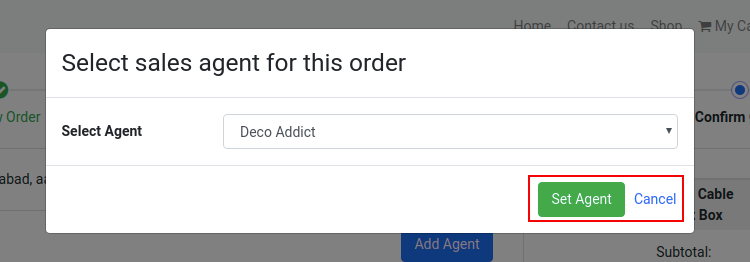 Home Contact us Shop My Ca
Select sales agent for this order
Order
Confirm
Select Agent
Deco Addict
abad,
Set Agent
Cancel
Cable
Box
Add Agent
Subtotal: